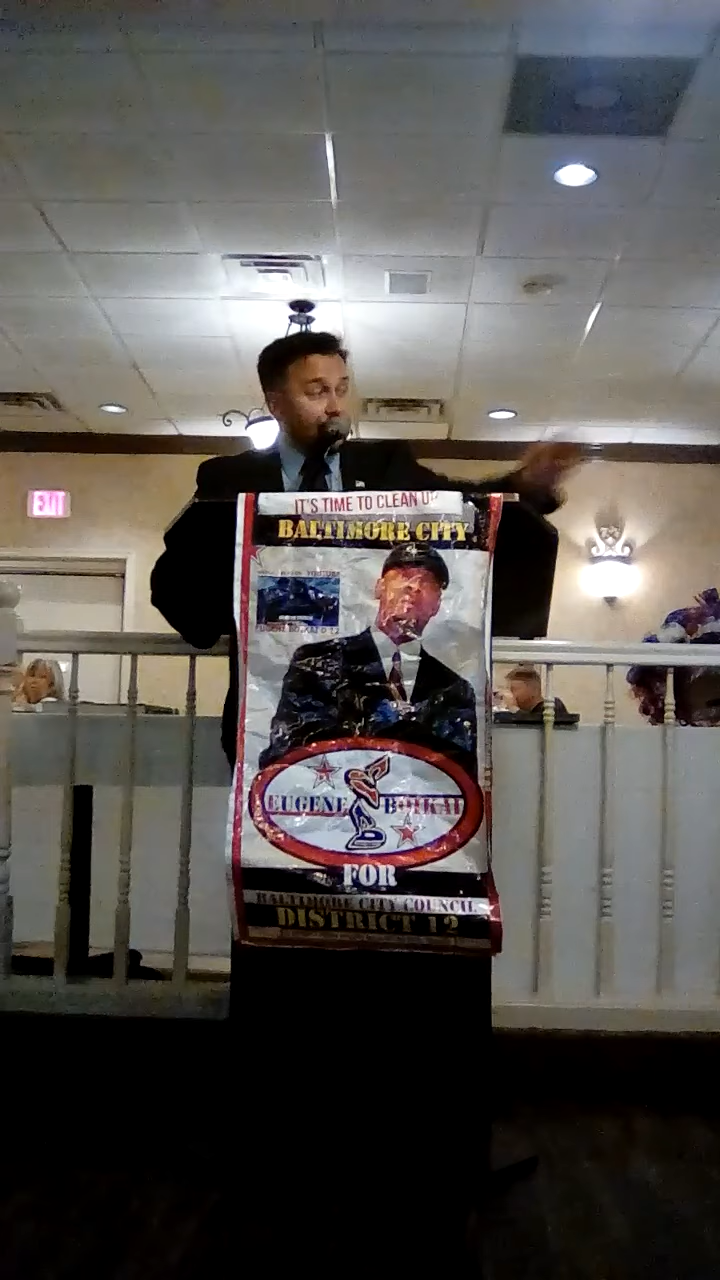 EXIT
IT'S TIME TO CLEAN UP
BALTIMORE CITY
EUGENE BOIKAI
FOR
BALTIMORE CITY COUNCIL
DISTRICT 12